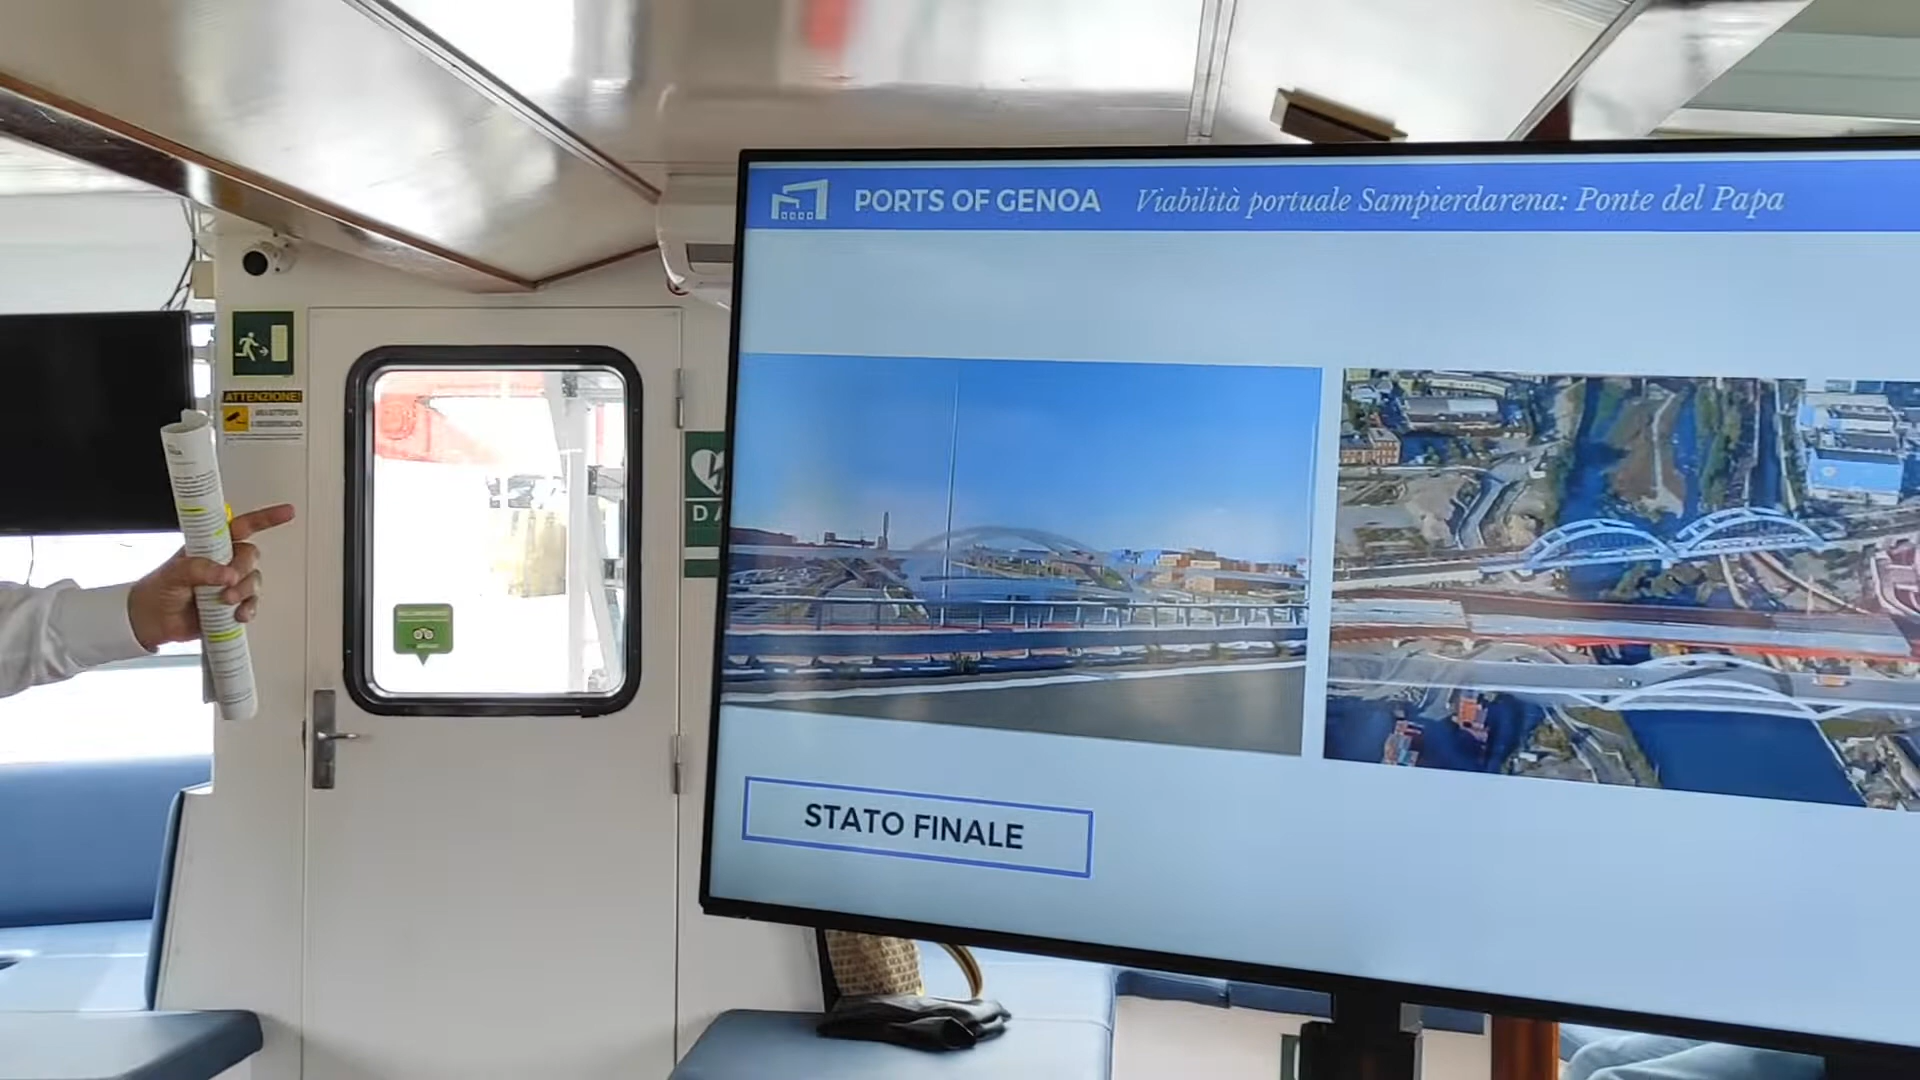 PORTS OF GENOA Viabilità portuale Sampierdarena: Ponte del Papa
ATTENZIONE!
STATO FINALE